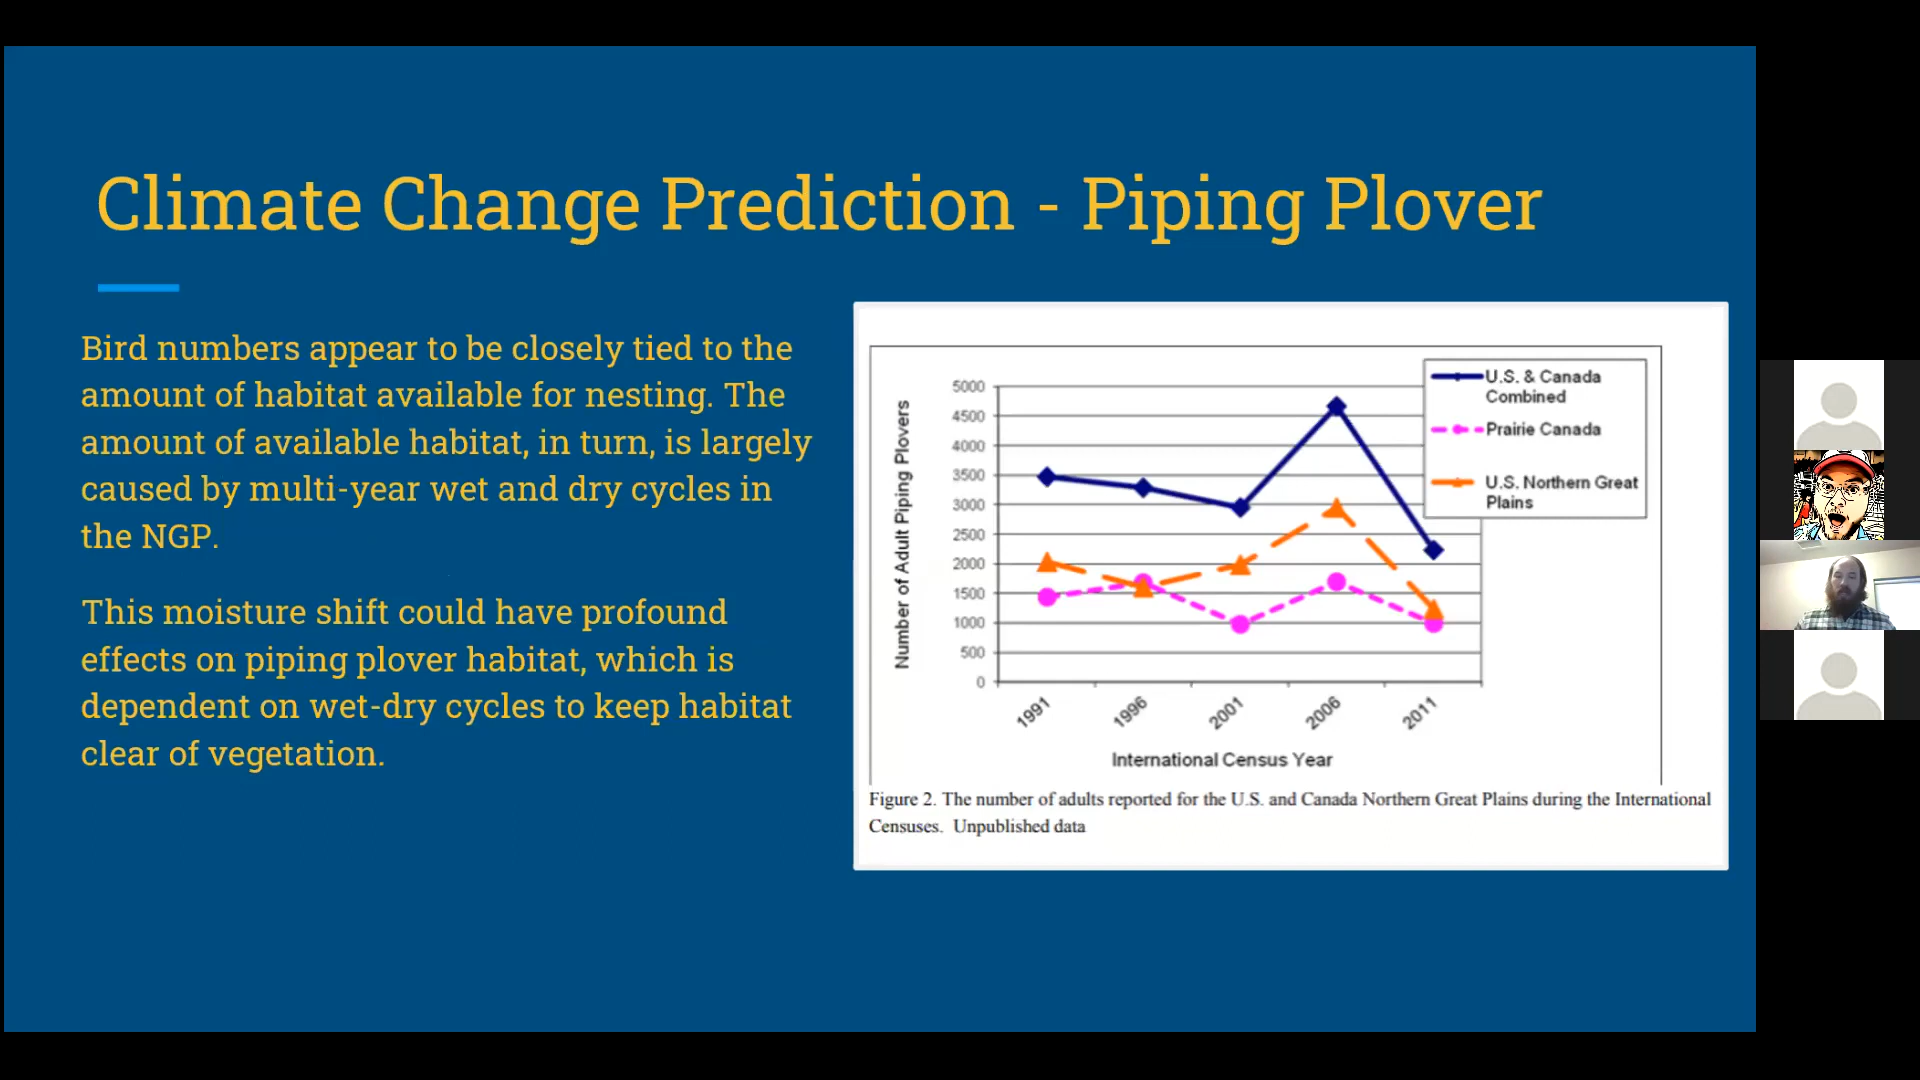 Climate Change Prediction - Piping Plover
Bird numbers appear to be closely tied to the
amount of habitat available for nesting. The
amount of available habitat, in turn, is largely
caused by multi-year wet and dry cycles in
the NGP.
This moisture shift could have profound
effects on piping plover habitat, which is
dependent on wet-dry cycles to keep habitat
clear of vegetation.
Number of Adult Piping Plovers
5000
4500
4000
3500
3000
2500
2000
1500
1000
500
0
1991
1996
2001
2006
2011
International Census Year
U.S. & Canada
Combined
Prairie Canada
U.S. Northern Great
Plains
Figure 2. The number of adults reported for the U.S. and Canada Northern Great Plains during the International
Censuses. Unpublished data